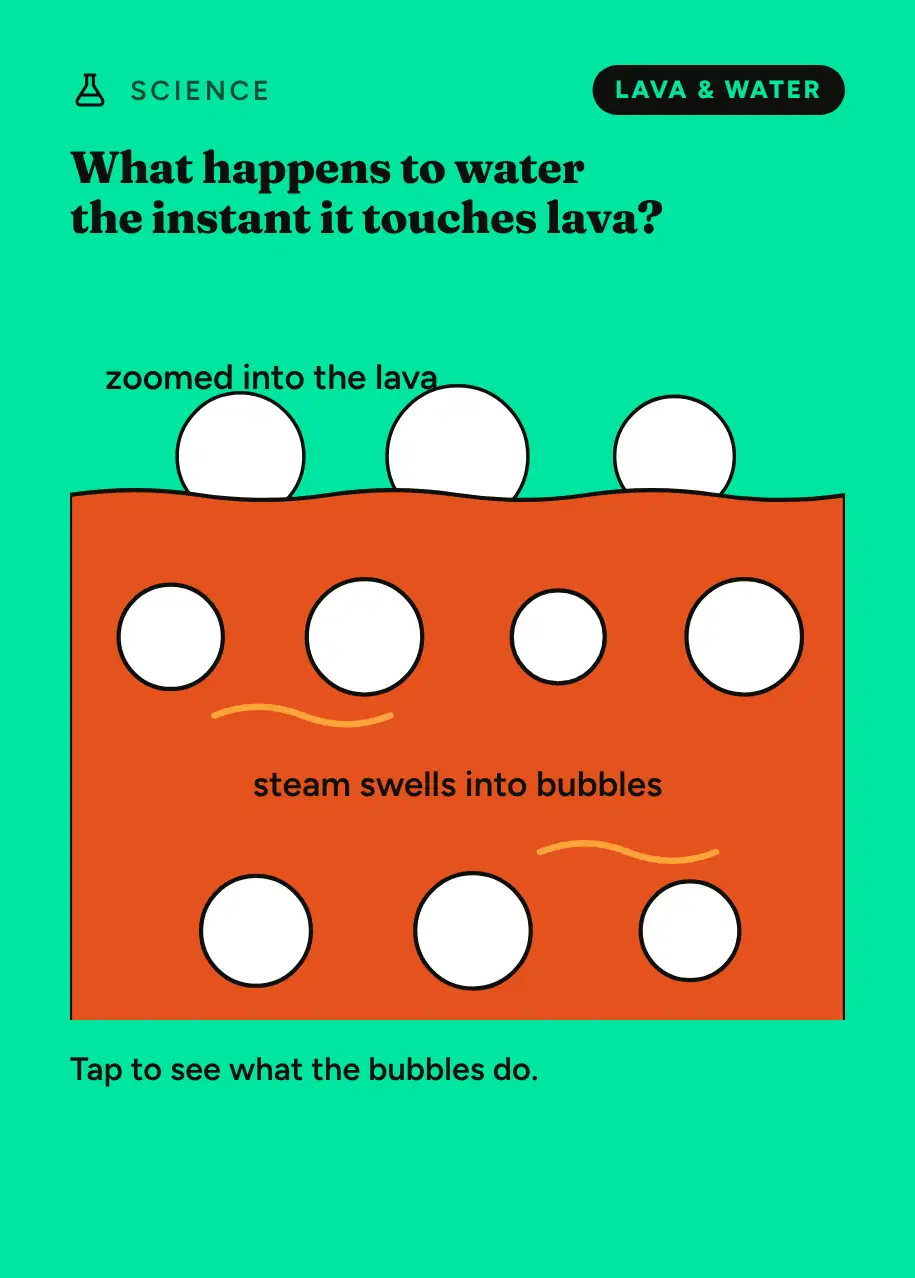 SCIENCE
LAVA & WATER
What happens to water
the instant it touches lava?
zoomed into the lava
steam swells into bubbles
Tap to see what the bubbles do.